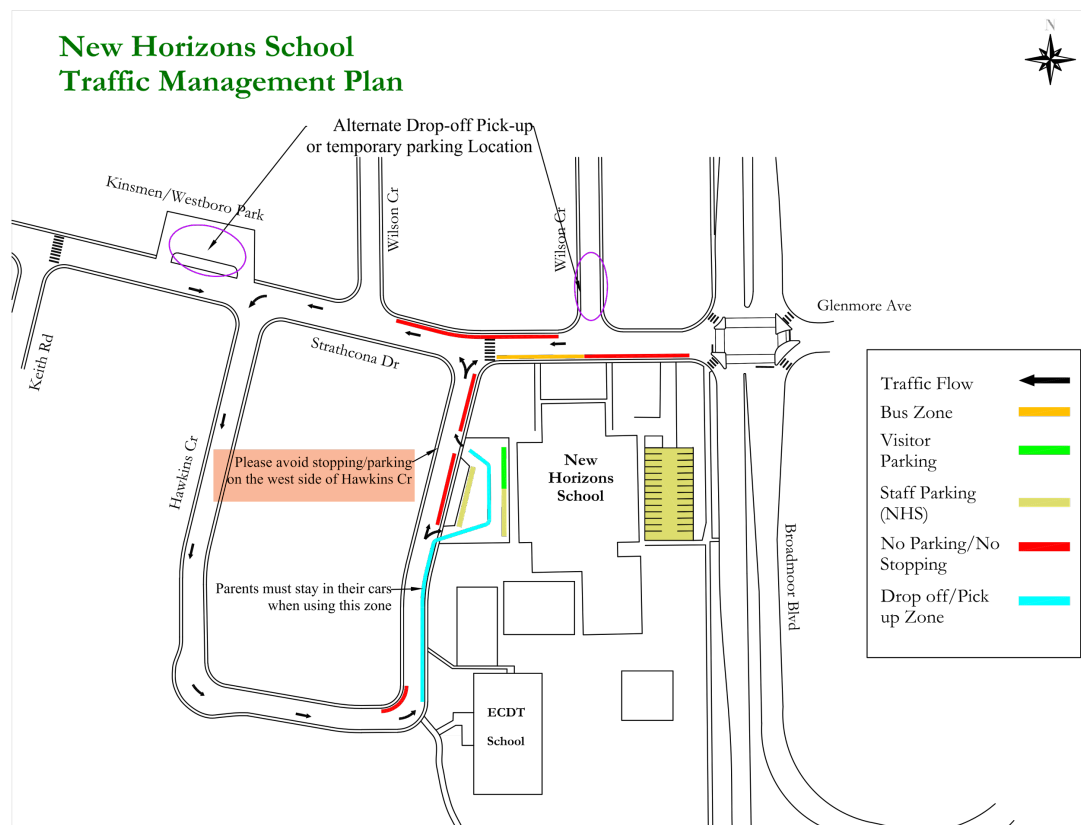 New Horizons School
Traffic Management Plan
N
Alternate Drop-off Pick-up
or temporary parking Location
Kinsmen/Westboro Park
Wilson Cr
Wilson Cr
Glenmore Ave
Keith Rd
Strathcona Dr
Hawkins Cr
Please avoid stopping/parking
on the west side of Hawkins Cr
New
Horizons
School
Parents must stay in their cars
when using this zone
Broadmoor Blvd
ECDT
School
Traffic Flow
Bus Zone
Visitor
Parking
Staff Parking
(NHS)
No Parking/No
Stopping
Drop off/Pick
up Zone